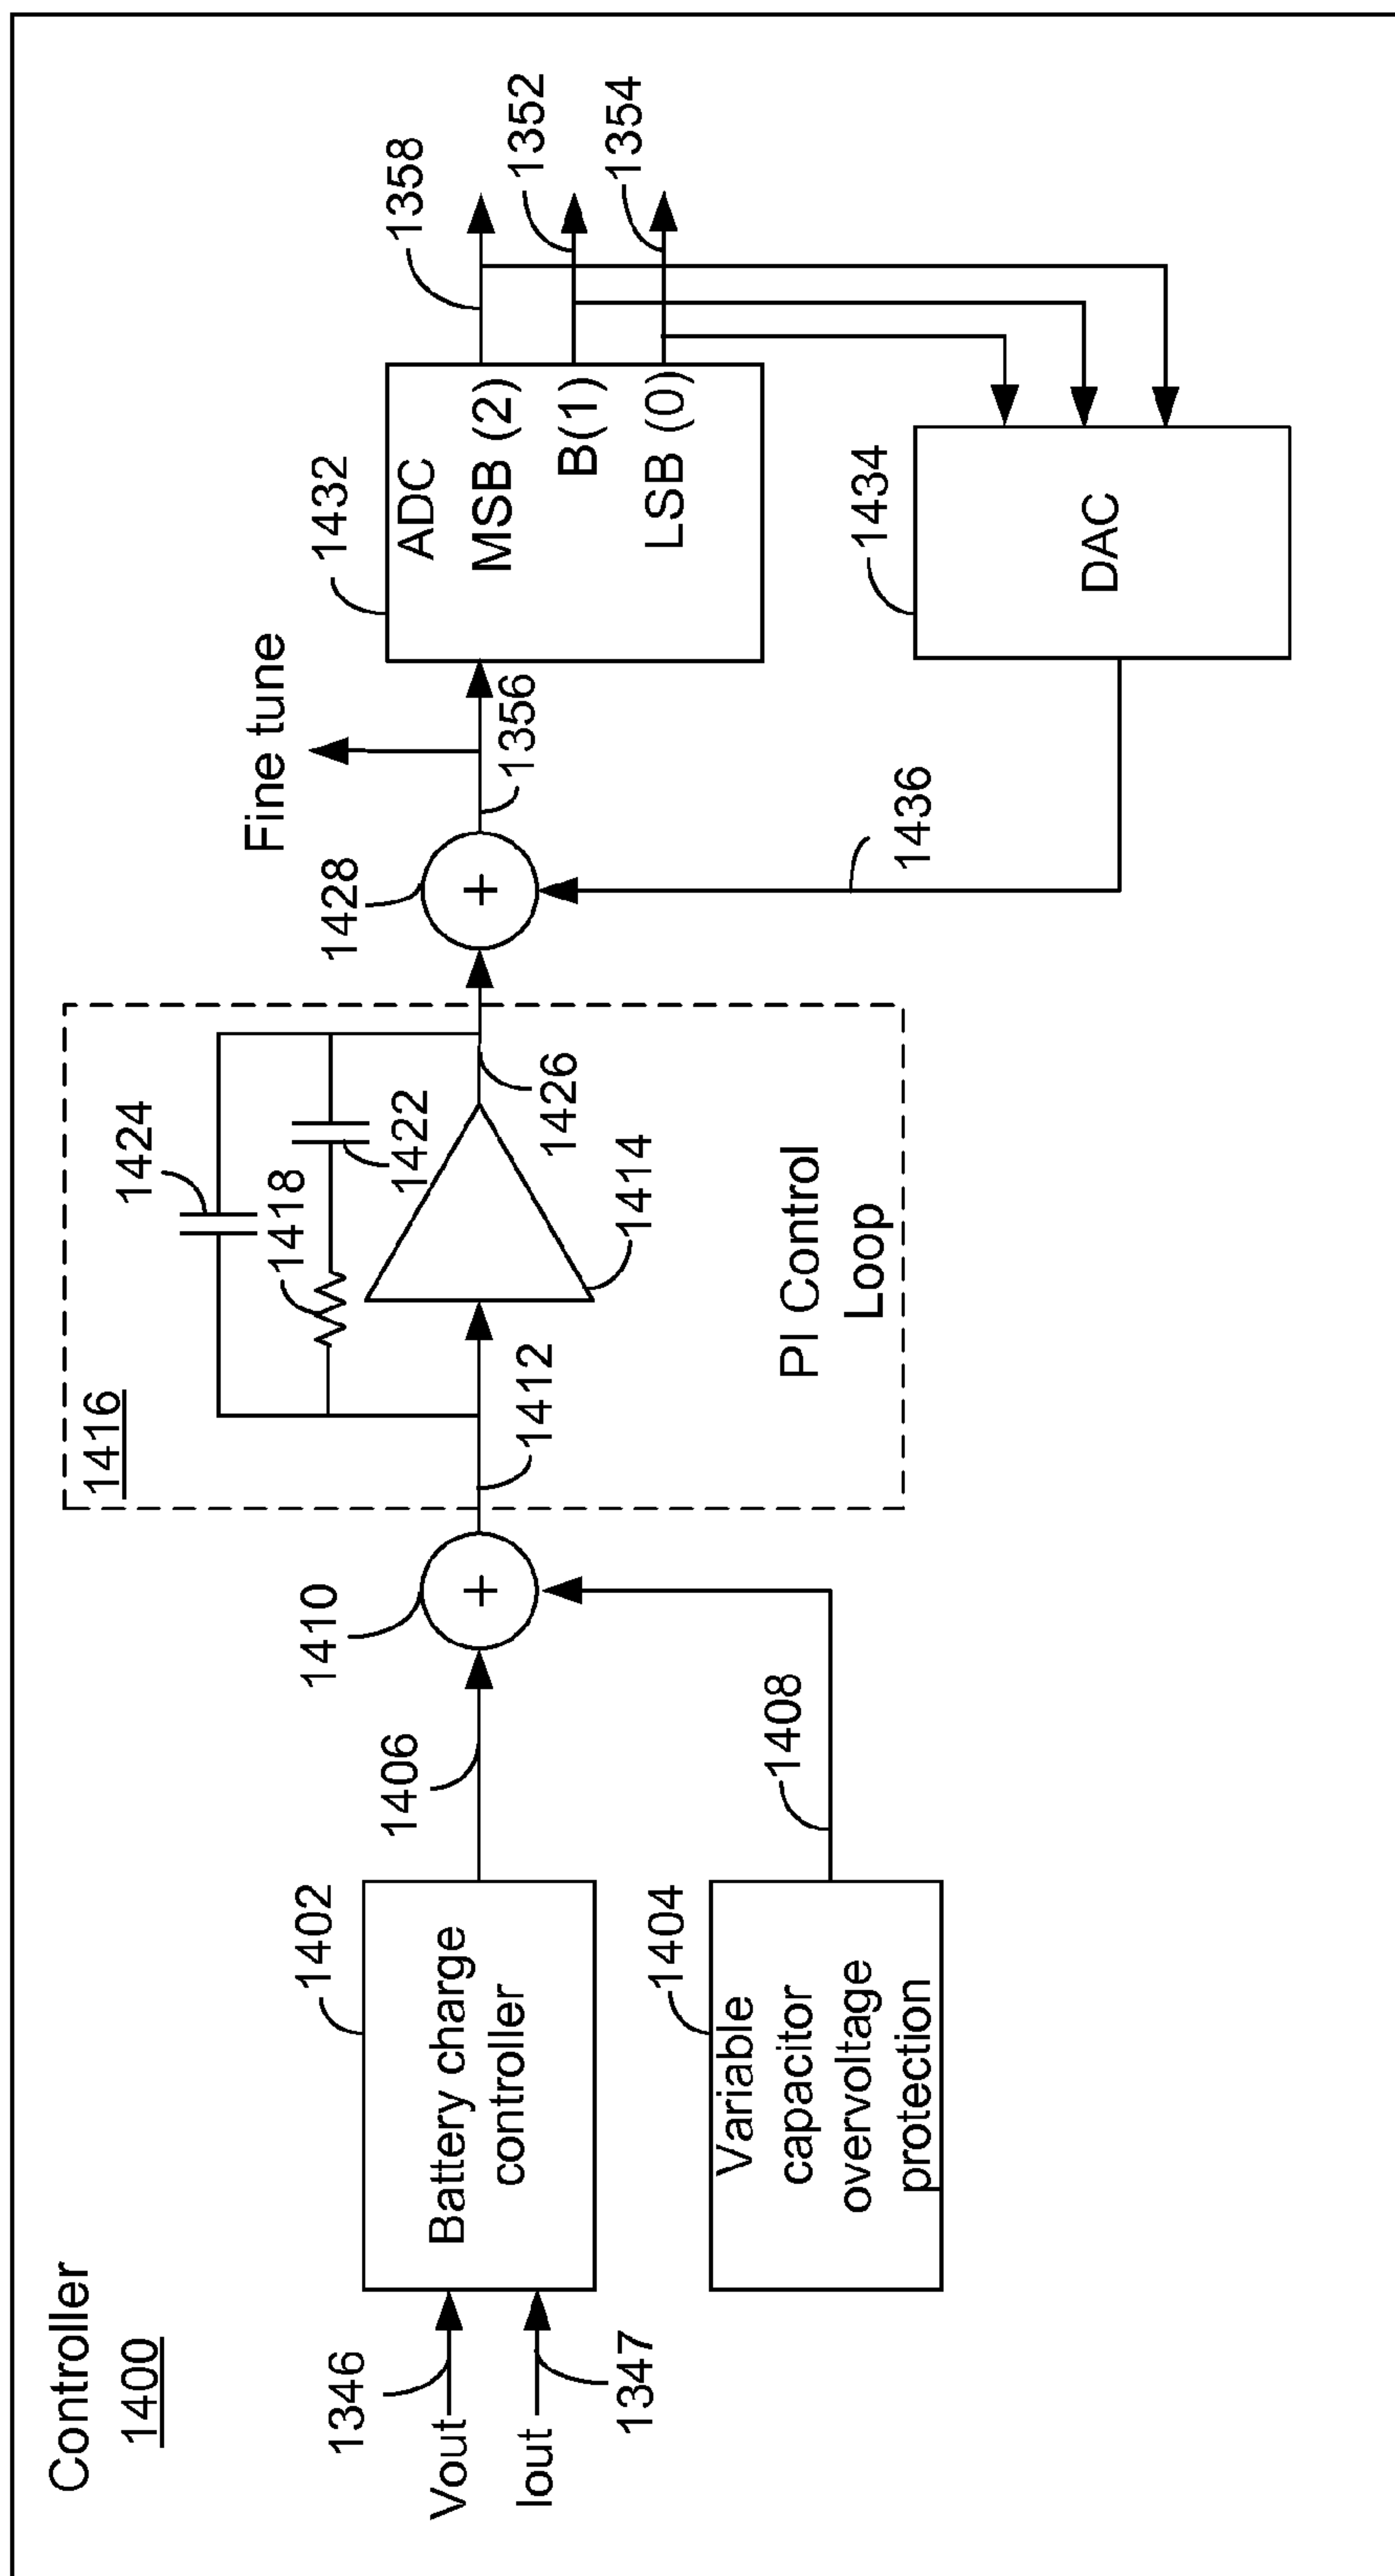 Controller
1400
Vout
1346
Iout
1347
1402
Battery charge
controller
1404
Variable
capacitor
overvoltage
protection
1406
1408
1410
1412
1416
1424
1418
1422
1426
1414
PI Control
Loop
1428
Fine tune
1356
1436
1432
ADC
MSB (2)
B(1)
LSB (0)
1358
1352
1354
1434
DAC